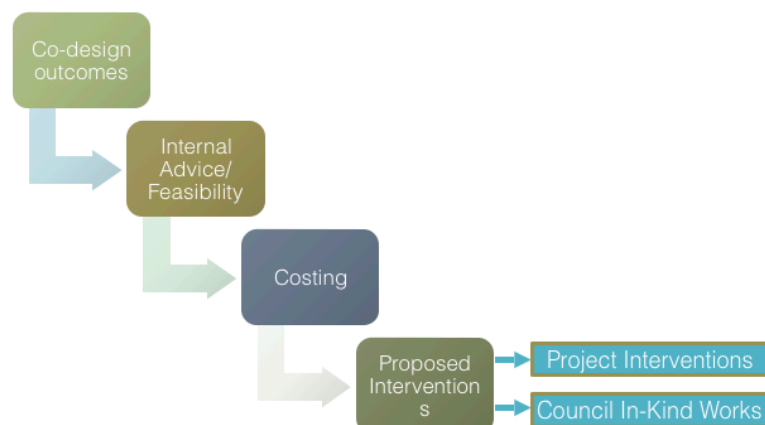 Co-design
outcomes
Internal
Advice/
Feasibility
Costing
Proposed
Intervention
s
Project Interventions
Council In-Kind Works